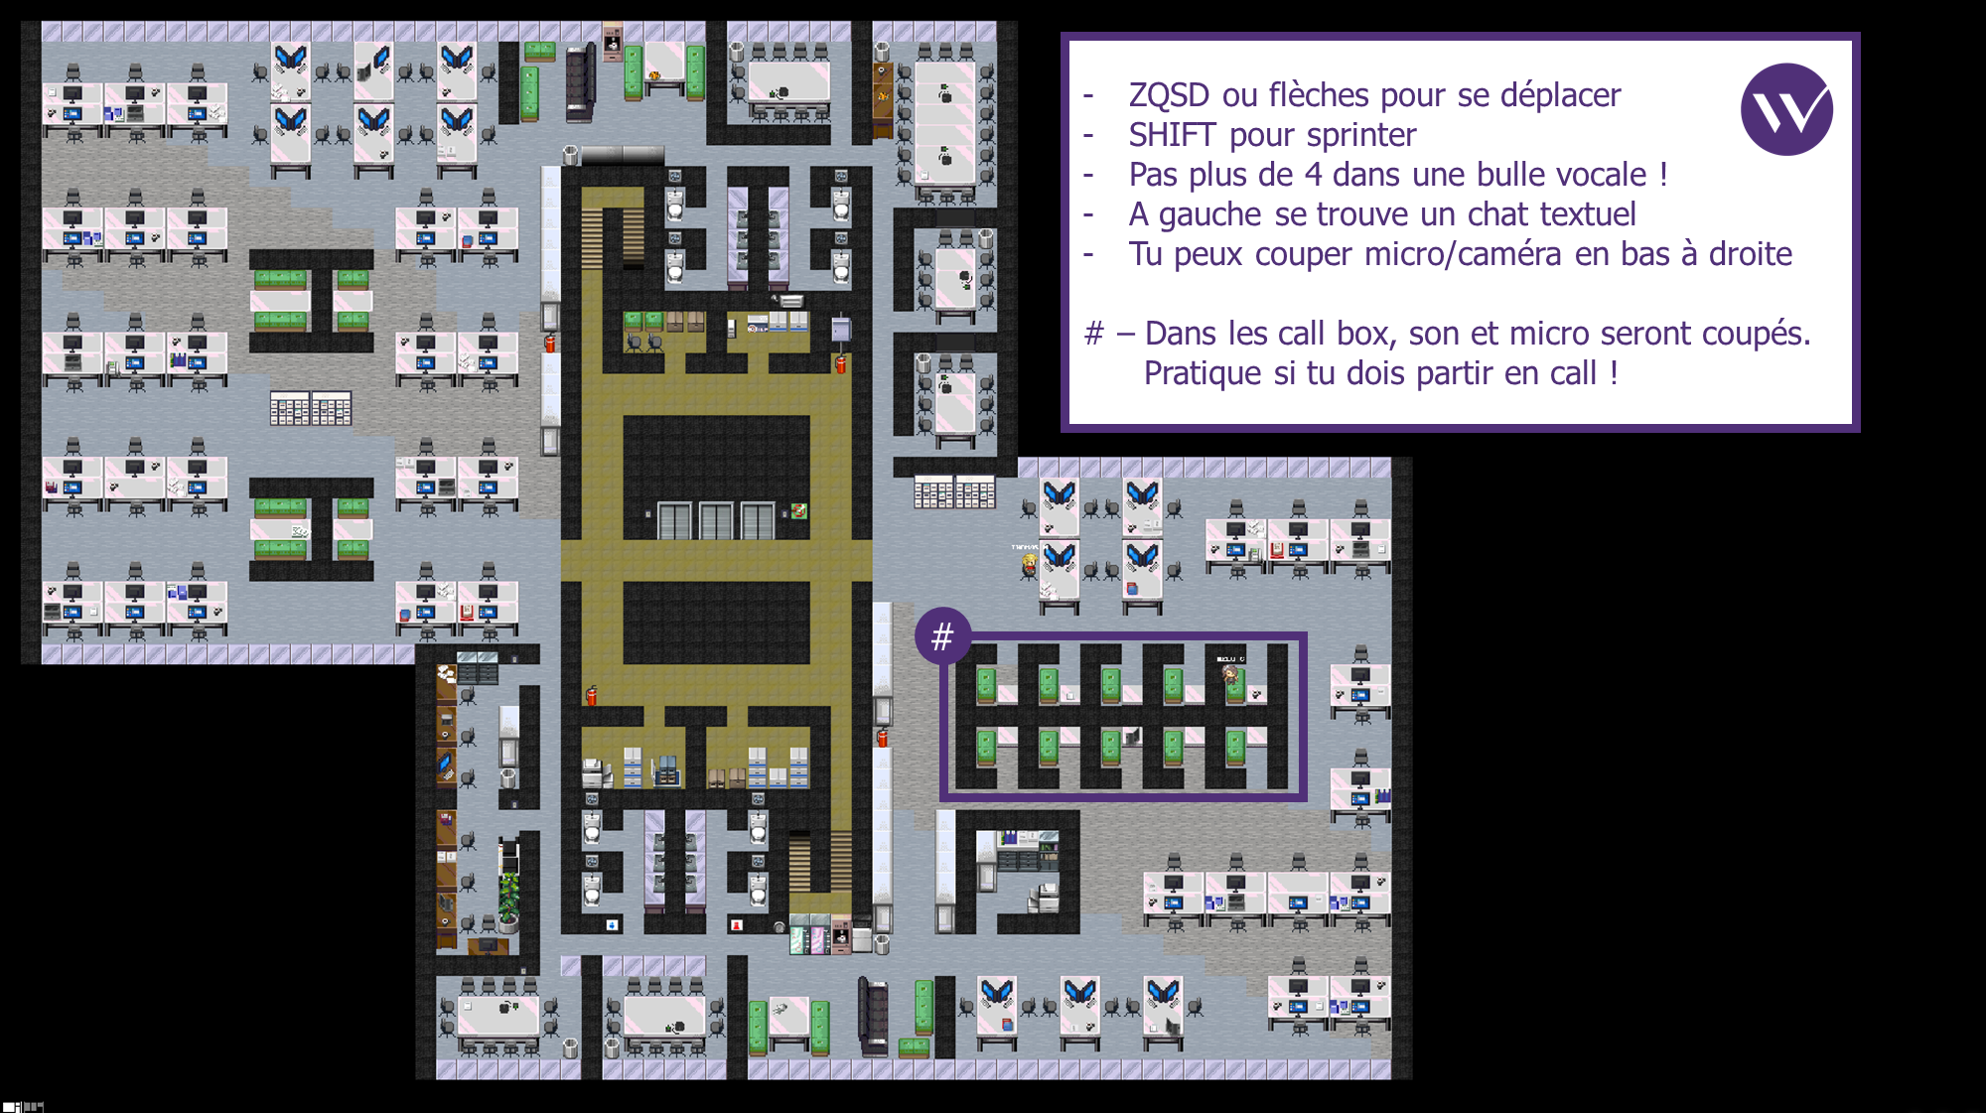 - ZQSD ou flèches pour se déplacer
- SHIFT pour sprinter
- Pas plus de 4 dans une bulle vocale !
- A gauche se trouve un chat textuel
- Tu peux couper micro/caméra en bas à droite
# – Dans les call box, son et micro seront coupés.
Pratique si tu dois partir en call !
#